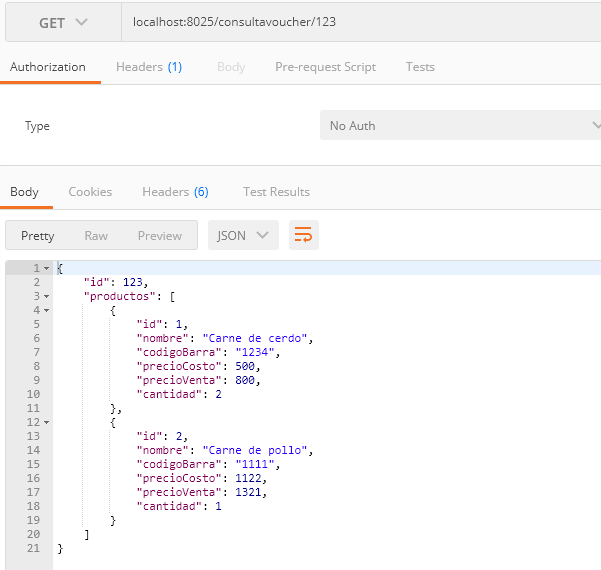 GET localhost:8025/consultavoucher/123
Authorization Headers (1) Body Pre-request Script Tests
Type No Auth
Body Cookies Headers (6) Test Results
Pretty Raw Preview JSON
1 {
2 "id": 123,
3 "productos": [
4 {
5 "id": 1,
6 "nombre": "Carne de cerdo",
7 "codigoBarra": "1234",
8 "precioCosto": 500,
9 "precioVenta": 800,
10 "cantidad": 2
11 },
12 {
13 "id": 2,
14 "nombre": "Carne de pollo",
15 "codigoBarra": "1111",
16 "precioCosto": 1122,
17 "precioVenta": 1321,
18 "cantidad": 1
19 }
20 ]
21 }